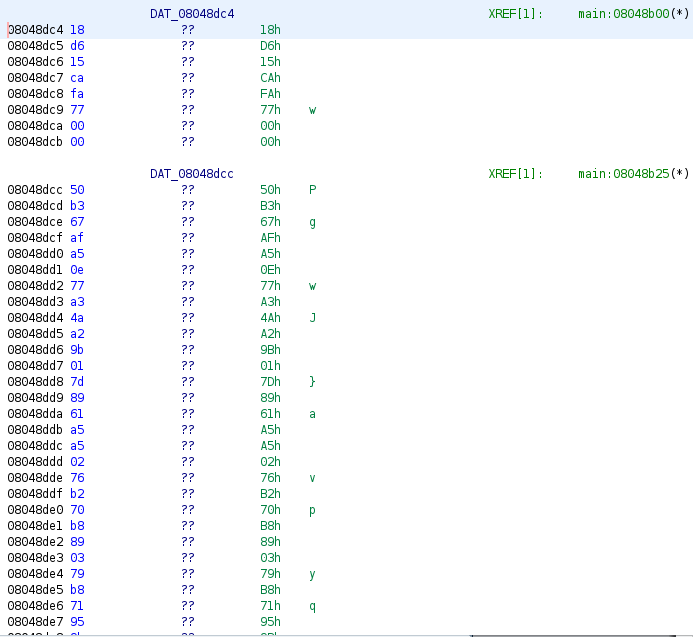 DAT_08048dc4 XREF[1]: main:08048b00(*)
08048dc4 18 ?? 18h
08048dc5 d6 ?? D6h
08048dc6 15 ?? 15h
08048dc7 ca ?? CAh
08048dc8 fa ?? FAh
08048dc9 77 ?? 77h w
08048dca 00 ?? 00h
08048dcb 00 ?? 00h
DAT_08048dcc XREF[1]: main:08048b25(*)
08048dcc 50 ?? 50h P
08048dcd b3 ?? B3h
08048dce 67 ?? 67h g
08048dcf af ?? AFh
08048dd0 a5 ?? A5h
08048dd1 0e ?? 0Eh
08048dd2 77 ?? 77h w
08048dd3 a3 ?? A3h
08048dd4 4a ?? 4Ah J
08048dd5 a2 ?? A2h
08048dd6 9b ?? 9Bh
08048dd7 01 ?? 01h
08048dd8 7d ?? 7Dh }
08048dd9 89 ?? 89h
08048dda 61 ?? 61h a
08048ddb a5 ?? A5h
08048ddc a5 ?? A5h
08048ddd 02 ?? 02h
08048dde 76 ?? 76h v
08048ddf b2 ?? B2h
08048de0 70 ?? 70h p
08048de1 b8 ?? B8h
08048de2 89 ?? 89h
08048de3 03 ?? 03h
08048de4 79 ?? 79h y
08048de5 b8 ?? B8h
08048de6 71 ?? 71h q
08048de7 95 ?? 95h